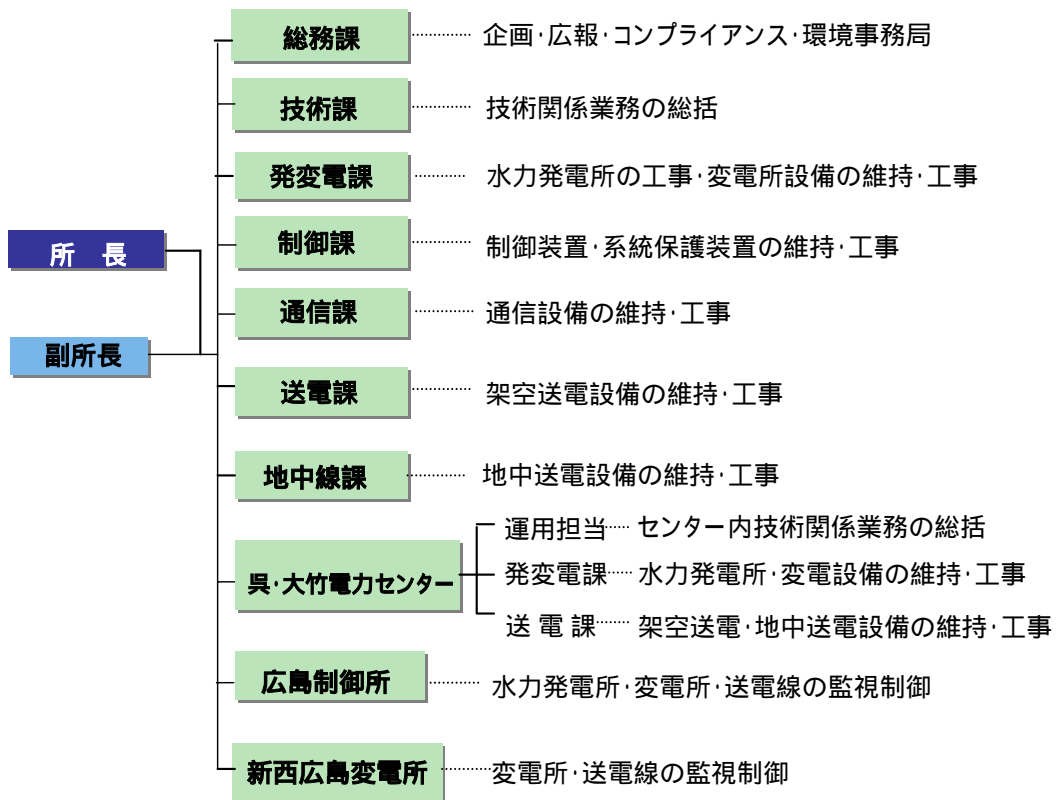 総務課 企画･広報･コンプライアンス･環境事務局
技術課 技術関係業務の総括
発変電課 水力発電所の工事･変電所設備の維持･工事
所 長
制御課 制御装置･系統保護装置の維持･工事
通信課 通信設備の維持･工事
副所長
送電課 架空送電設備の維持･工事
地中線課 地中送電設備の維持･工事
呉･大竹電力センター
運用担当 センター内技術関係業務の総括
発変電課 水力発電所･変電設備の維持･工事
送 電 課 架空送電･地中送電設備の維持･工事
広島制御所 水力発電所･変電所･送電線の監視制御
新西広島変電所 変電所･送電線の監視制御